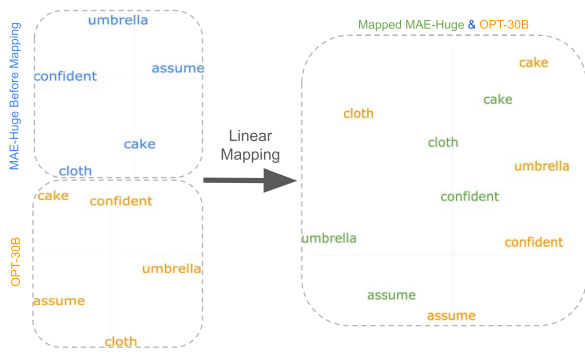 MAE-Huge Before Mapping
umbrella
confident
assume
cake
cloth
OPT-30B
cake
confident
umbrella
assume
cloth
Linear
Mapping
Mapped MAE-Huge & OPT-30B
cake
cake
cloth
cloth
umbrella
confident
umbrella
confident
assume
assume